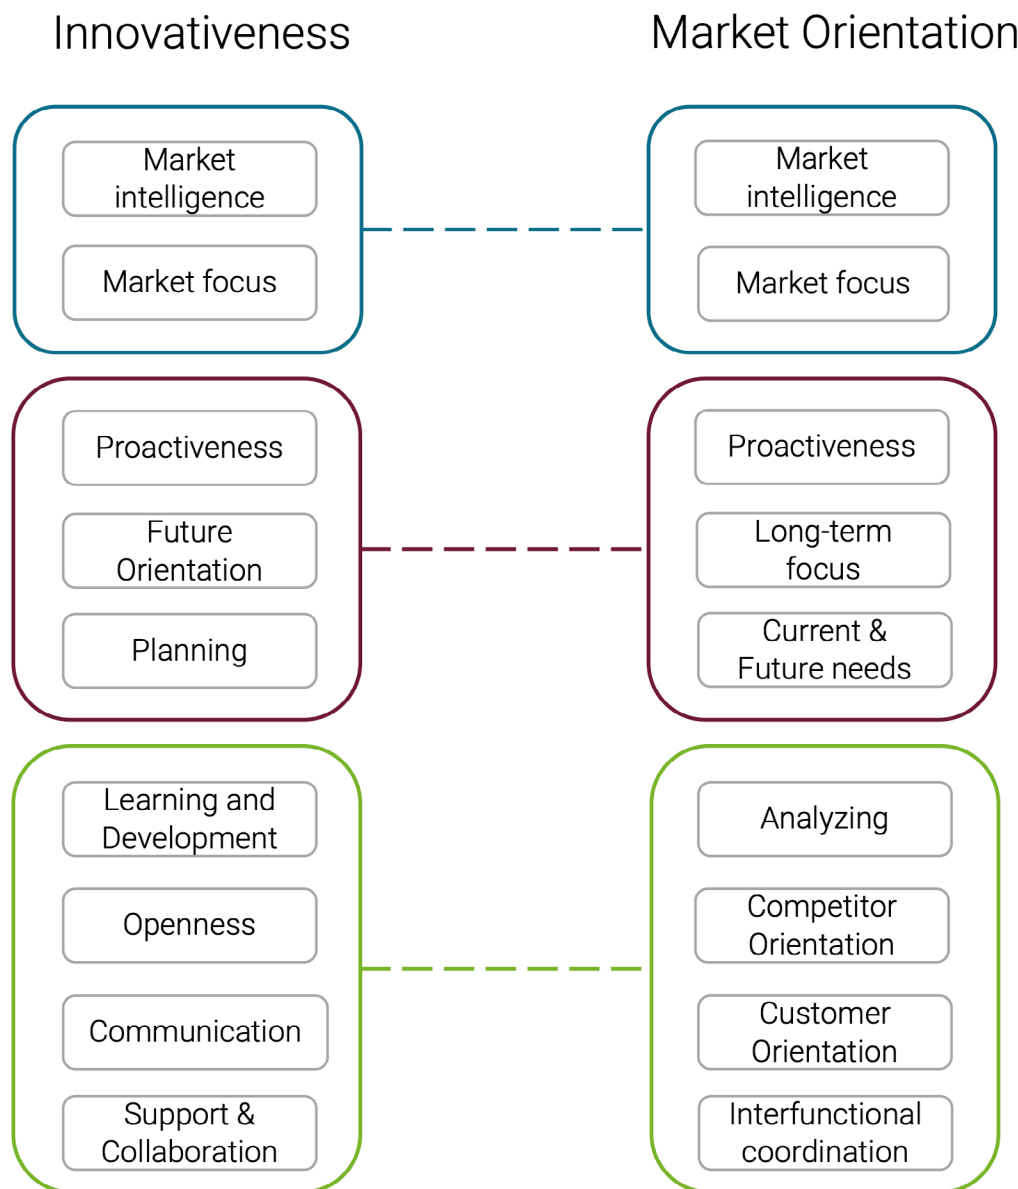 Innovativeness
Market Orientation
Market
intelligence
Market focus
Market
intelligence
Market focus
Proactiveness
Future
Orientation
Planning
Proactiveness
Long-term
focus
Current &
Future needs
Learning and
Development
Openness
Communication
Support &
Collaboration
Analyzing
Competitor
Orientation
Customer
Orientation
Interfunctional
coordination